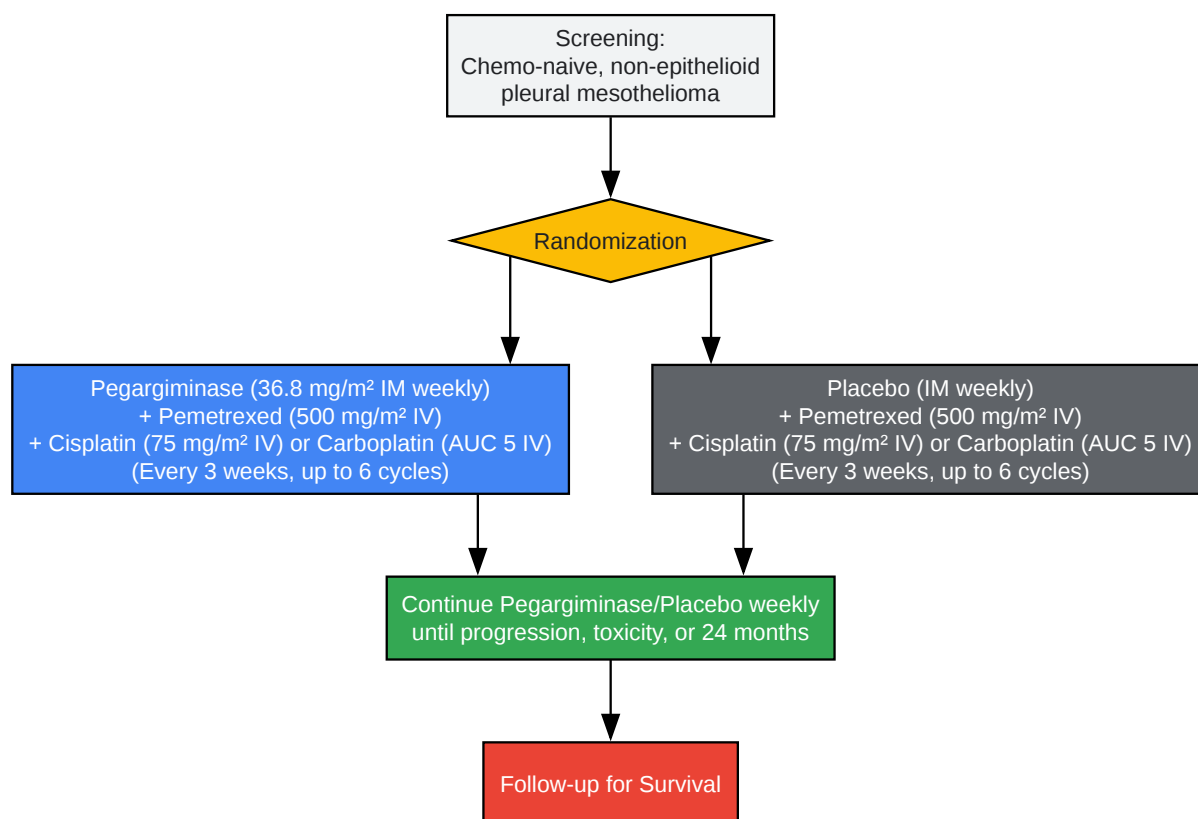 Screening:
Chemo-naive, non-epithelioid
pleural mesothelioma
Randomization
Pegargiminase (36.8 mg/m² IM weekly)
+ Pemetrexed (500 mg/m² IV)
+ Cisplatin (75 mg/m² IV) or Carboplatin (AUC 5 IV)
(Every 3 weeks, up to 6 cycles)
Placebo (IM weekly)
+ Pemetrexed (500 mg/m² IV)
+ Cisplatin (75 mg/m² IV) or Carboplatin (AUC 5 IV)
(Every 3 weeks, up to 6 cycles)
Continue Pegargiminase/Placebo weekly
until progression, toxicity, or 24 months
Follow-up for Survival